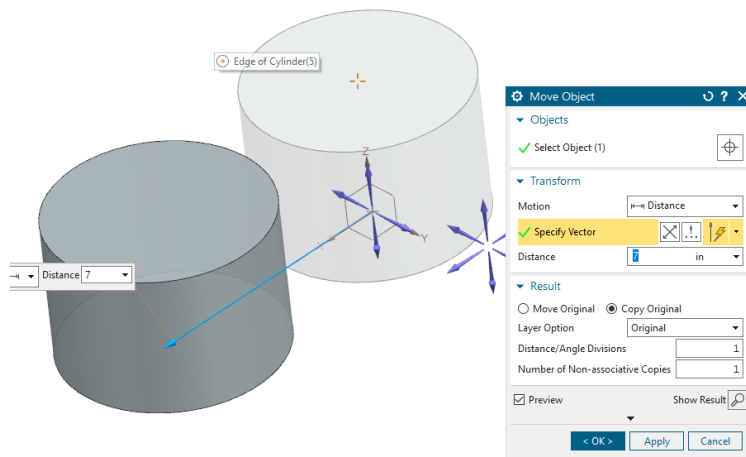 Edge of Cylinder(5)
Z
X
Y
Distance 7
Move Object
? X
Objects
Select Object (1)
Transform
Motion Distance
Specify Vector
Distance 7 in
Result
Move Original Copy Original
Layer Option Original
Distance/Angle Divisions 1
Number of Non-associative Copies 1
Preview Show Result
< OK > Apply Cancel